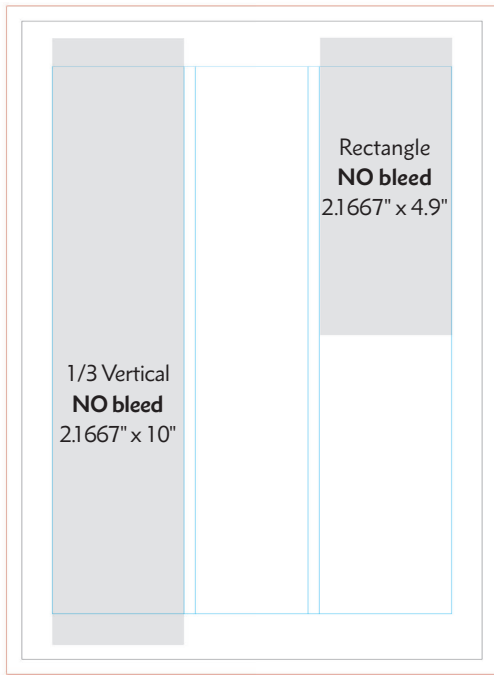 Rectangle
NO bleed
2.1667" x 4.9"
1/3 Vertical
NO bleed
2.1667" x 10"